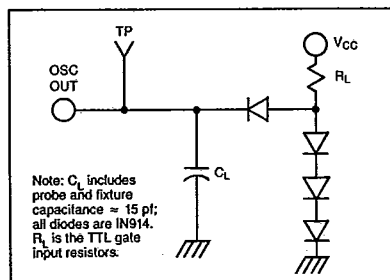 TP
OSC
OUT
VCC
RL
CL
Note: CL includes
probe and fixture
capacitance ≈ 15 pf;
all diodes are IN914.
RL is the TTL gate
input resistors.